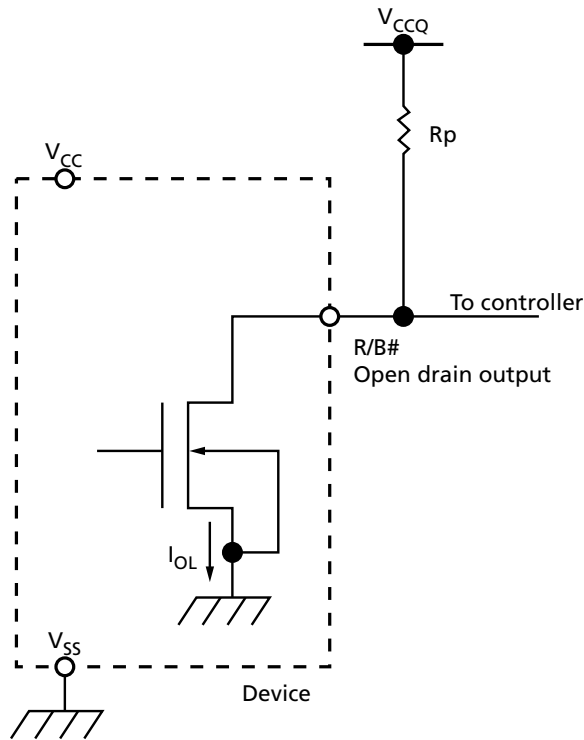 V_CCQ
Rp
V_CC
To controller
R/B#
Open drain output
I_OL
V_SS
Device